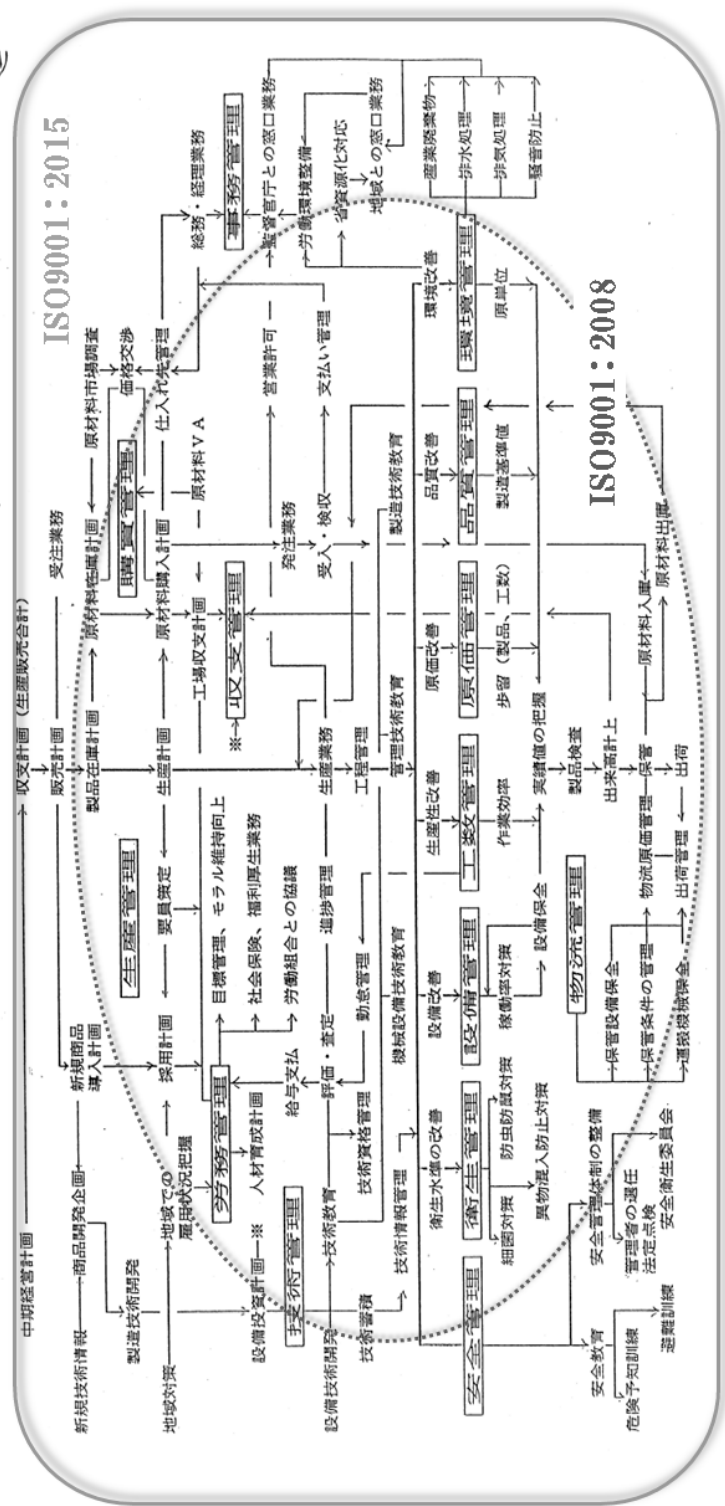 ISO9001：2015
ISO9001：2008
中期経営計画
収支計画（生産販売合計）
新規技術情報
商品開発企画
新規商品
導入計画
販売計画
受注業務
製造技術開発
製品在庫計画
原材料在庫計画
原材料市場調査
生産管理
購買管理
価格交渉
地域対策
地域での
雇用状況把握
採用計画
要員策定
生産計画
原材料購入計画
仕入れ先管理
総務・経理業務
工場収支計画
原材料ＶＡ
労務管理
目標管理、モラル維持向上
※
収支管理
事務管理
設備投資計画
※
人材育成計画
社会保険、福利厚生業務
営業許可
監督官庁との窓口業務
技術管理
給与支払
労働組合との協議
発注業務
設備技術開発
技術教育
評価・査定
進捗管理
生産業務
受入・検収
支払い管理
労働環境整備
省資源化対応
技術蓄積
技術資格管理
勤怠管理
工程管理
地域との窓口業務
技術情報管理
機械設備技術教育
管理技術教育
製造技術教育
衛生水準の改善
設備改善
生産性改善
原価改善
品質改善
環境改善
産業廃棄物
安全管理
衛生管理
設備管理
工数管理
原価管理
品質管理
環境管理
排水処理
細菌対策
防虫防鼠対策
稼働率対策
作業効率
歩留（製品、工数）
製造基準値
原単位
排気処理
異物混入防止対策
設備保全
実績値の把握
騒音防止
物流管理
製品検査
安全教育
安全管理体制の整備
保管設備保全
出来高計上
危険予知訓練
管理者の選任
法定点検
保管条件の管理
物流原価管理
保管
原材料入庫
避難訓練
安全衛生委員会
運搬機械保全
出荷管理
出荷
原材料出庫